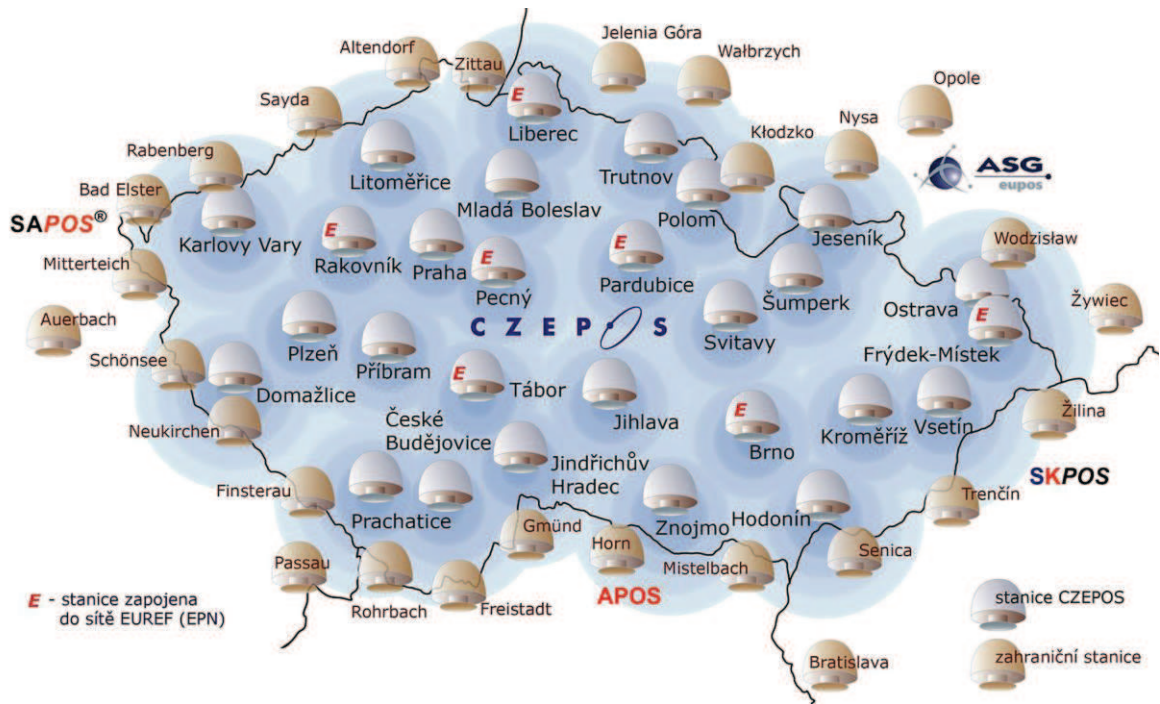 Jelenia Góra
Altendorf
Wałbrzych
Zittau
Opole
Sayda
E
Liberec
Nysa
Kłodzko
Rabenberg
Litoměřice
Trutnov
ASG
eupos
Bad Elster
Mladá Boleslav
Polom
SAPOS®
Karlovy Vary
E
Rakovník
Praha
E
Pecný
E
Pardubice
Jeseník
Wodzisław
Mitterteich
Šumperk
Ostrava
Żywiec
Auerbach
CZEPOS
E
Plzeň
Svitavy
Frýdek-Místek
Schönsee
Příbram
Domažlice
E
Tábor
Jihlava
E
Brno
Kroměříž
Vsetín
Žilina
Neukirchen
České
Budějovice
Jindřichův
Hradec
SKPOS
Finsterau
Prachatice
Trenčín
Gmünd
Znojmo
Hodonín
Horn
Senica
Passau
Mistelbach
Rohrbach
Freistadt
APOS
E - stanice zapojena
do sítě EUREF (EPN)
stanice CZEPOS
Bratislava
zahraniční stanice